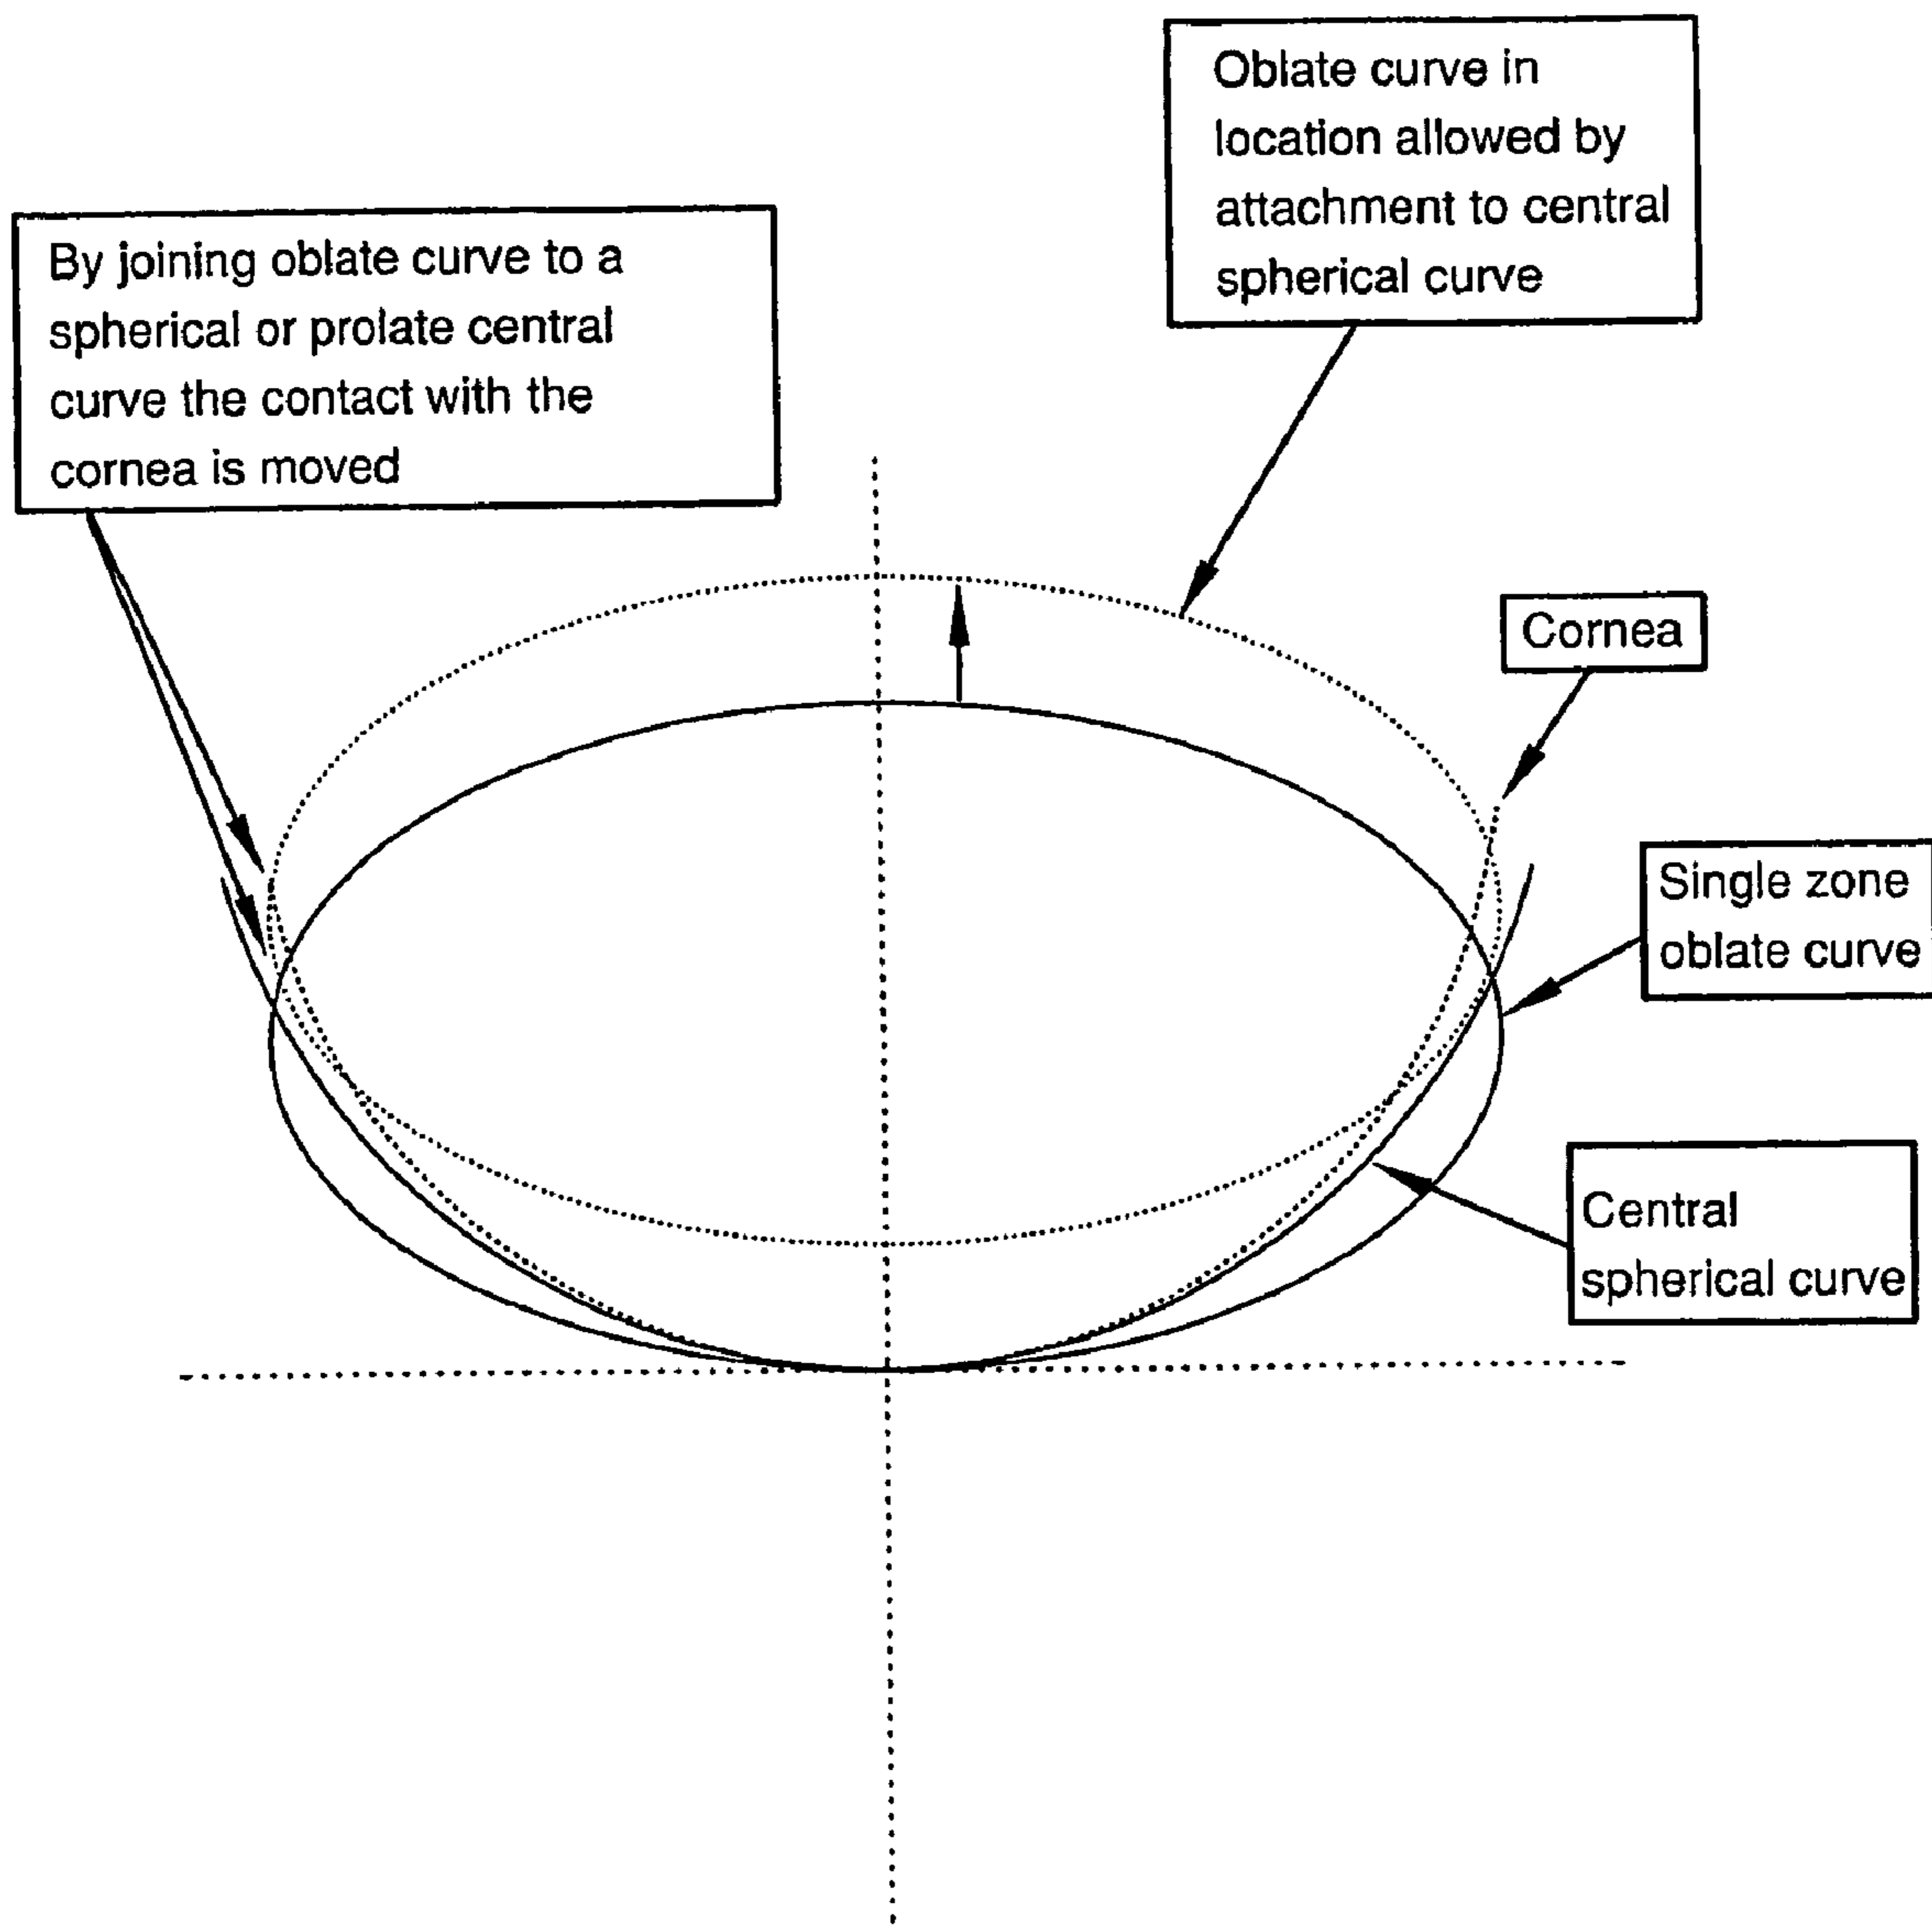 Oblate curve in
location allowed by
attachment to central
spherical curve
By joining oblate curve to a
spherical or prolate central
curve the contact with the
cornea is moved
Cornea
Single zone
oblate curve
Central
spherical curve